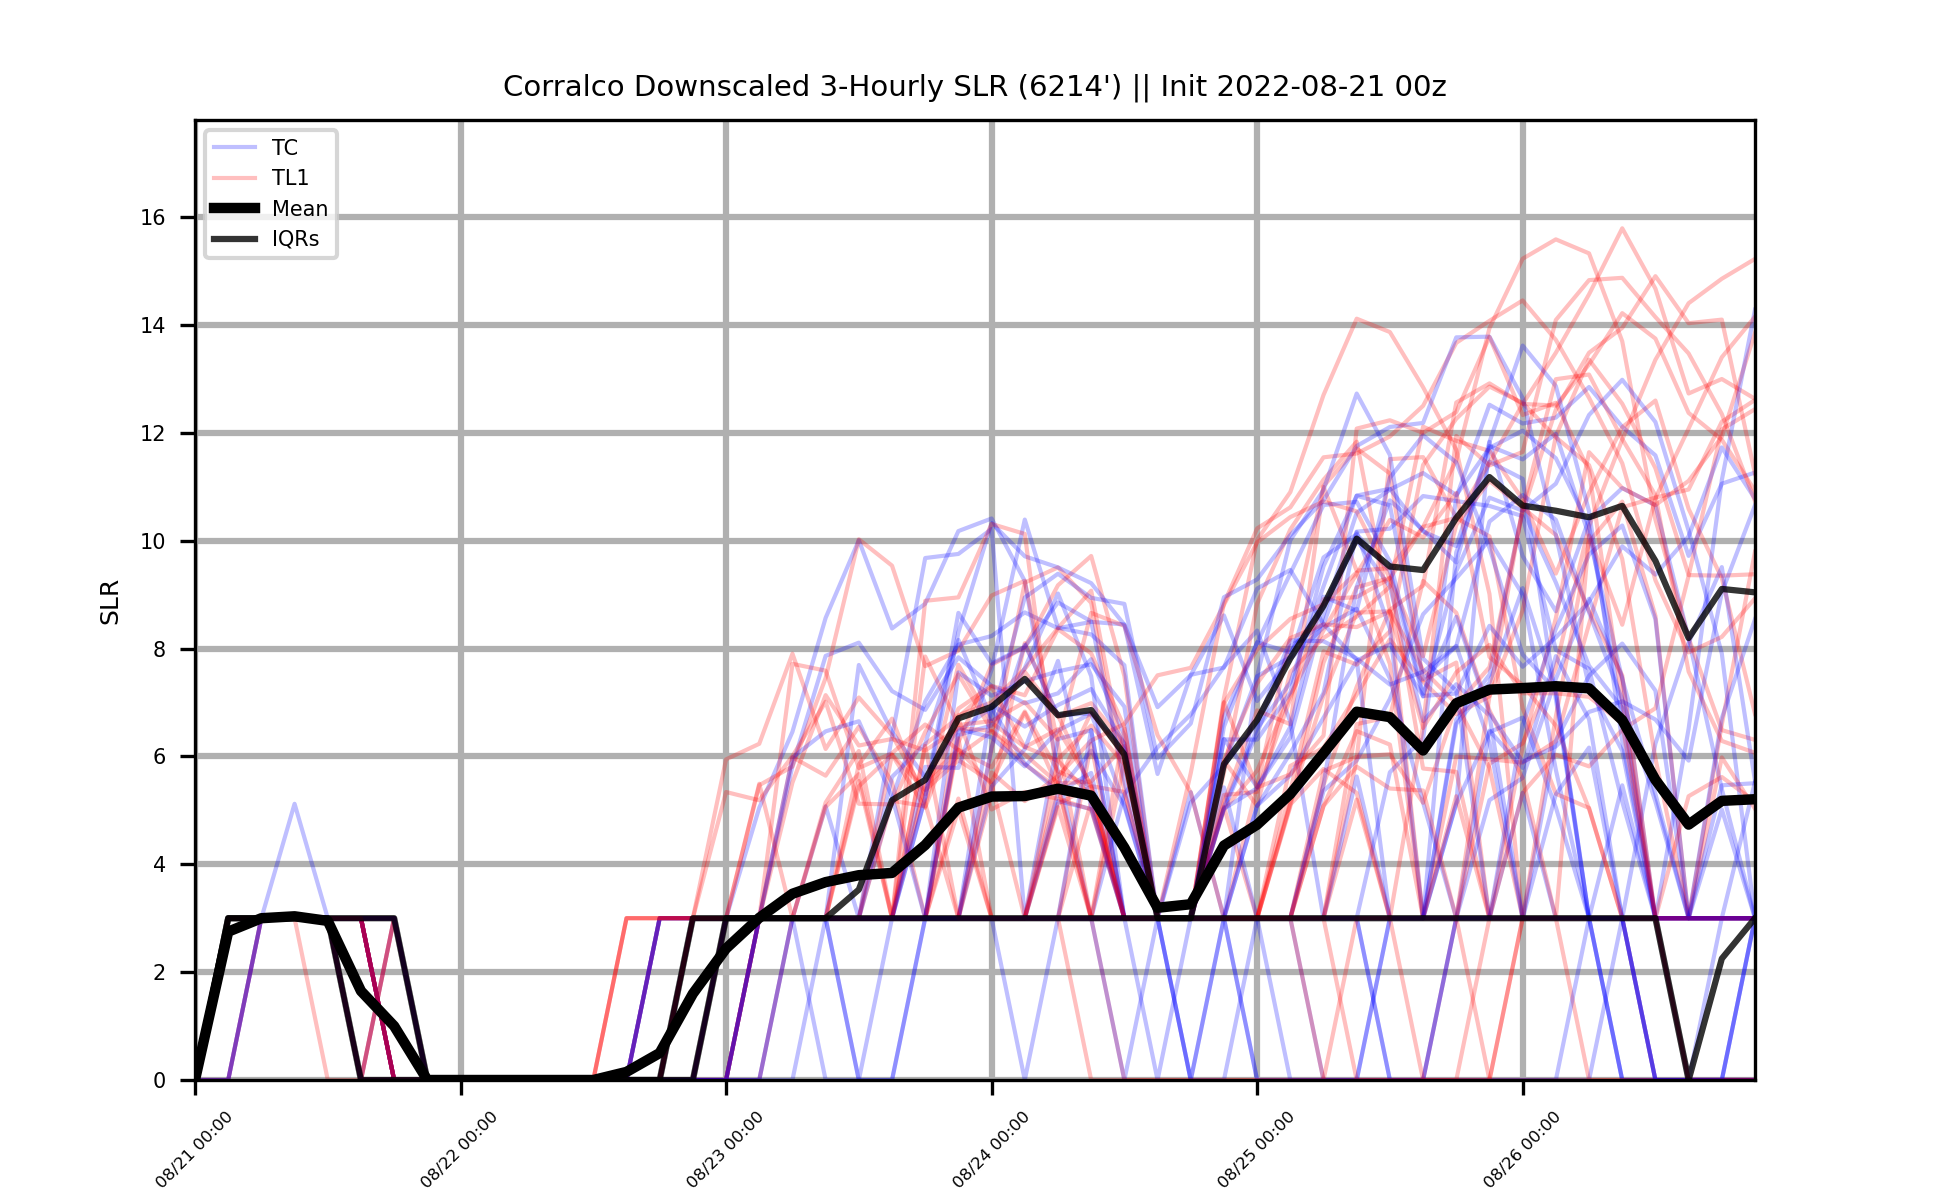 Corralco Downscaled 3-Hourly SLR (6214') || Init 2022-08-21 00z
TC
TL1
Mean
IQRs
SLR
16
14
12
10
8
6
4
2
0
08/21 00:00
08/22 00:00
08/23 00:00
08/24 00:00
08/25 00:00
08/26 00:00